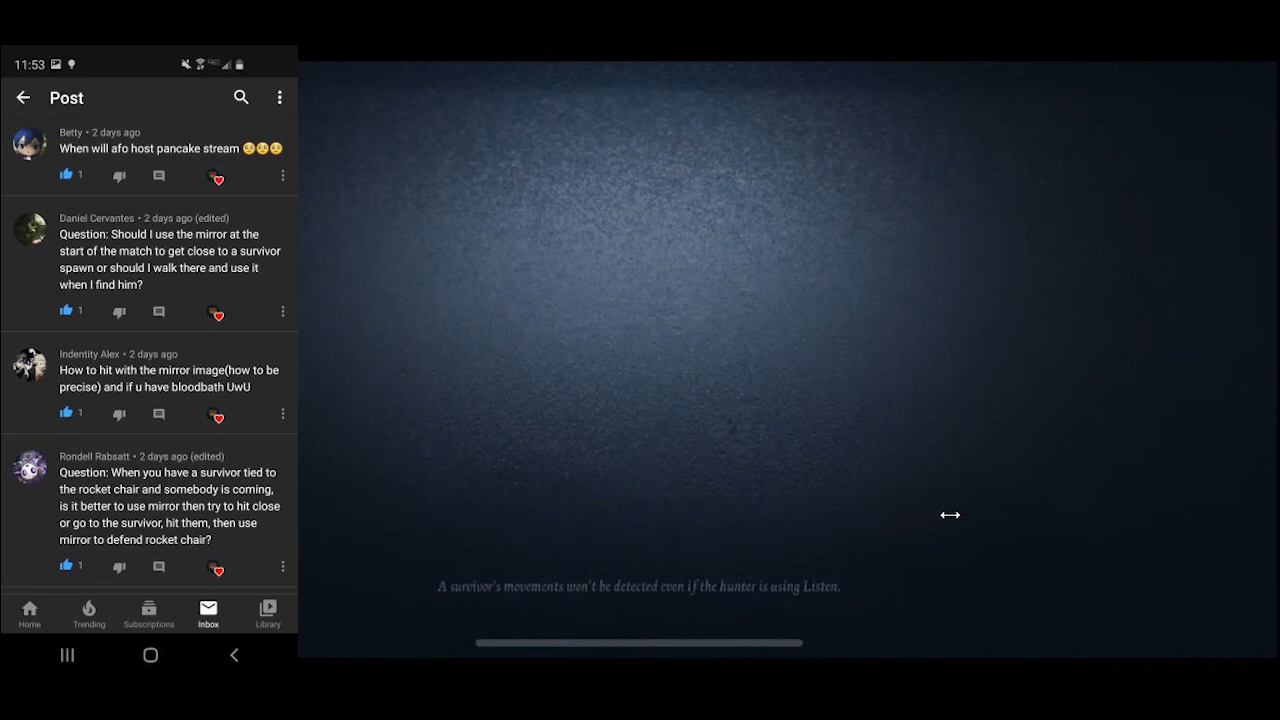 11:53
Post
Betty • 2 days ago
When will afo host pancake stream 🥺🥺🥺
1
Daniel Cervantes • 2 days ago (edited)
Question: Should I use the mirror at the
start of the match to get close to a survivor
spawn or should I walk there and use it
when I find him?
1
Indentity Alex • 2 days ago
How to hit with the mirror image(how to be
precise) and if u have bloodbath UwU
1
Rondell Rabsatt • 2 days ago (edited)
Question: When you have a survivor tied to
the rocket chair and somebody is coming,
is it better to use mirror then try to hit close
or go to the survivor, hit them, then use
mirror to defend rocket chair?
1
Home
Trending
Subscriptions
Inbox
Library
A survivor's movements won't be detected even if the hunter is using Listen.